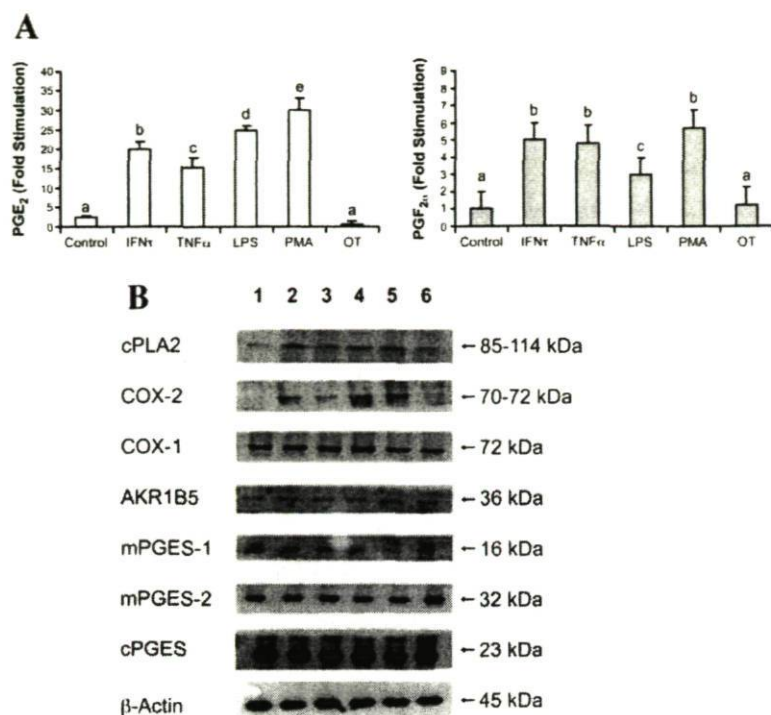 A
PGE2 (Fold Stimulation)
40
35
30
25
20
15
10
5
0
a
b
c
d
e
a
Control IFNτ TNFα LPS PMA OT
PGF2α (Fold Stimulation)
9
8
7
6
5
4
3
2
1
0
a
b
b
c
b
a
Control IFNτ TNFα LPS PMA OT
B
1 2 3 4 5 6
cPLA2 ←85-114 kDa
COX-2 ←70-72 kDa
COX-1 ←72 kDa
AKR1B5 ←36 kDa
mPGES-1 ←16 kDa
mPGES-2 ←32 kDa
cPGES ←23 kDa
β-Actin ←45 kDa